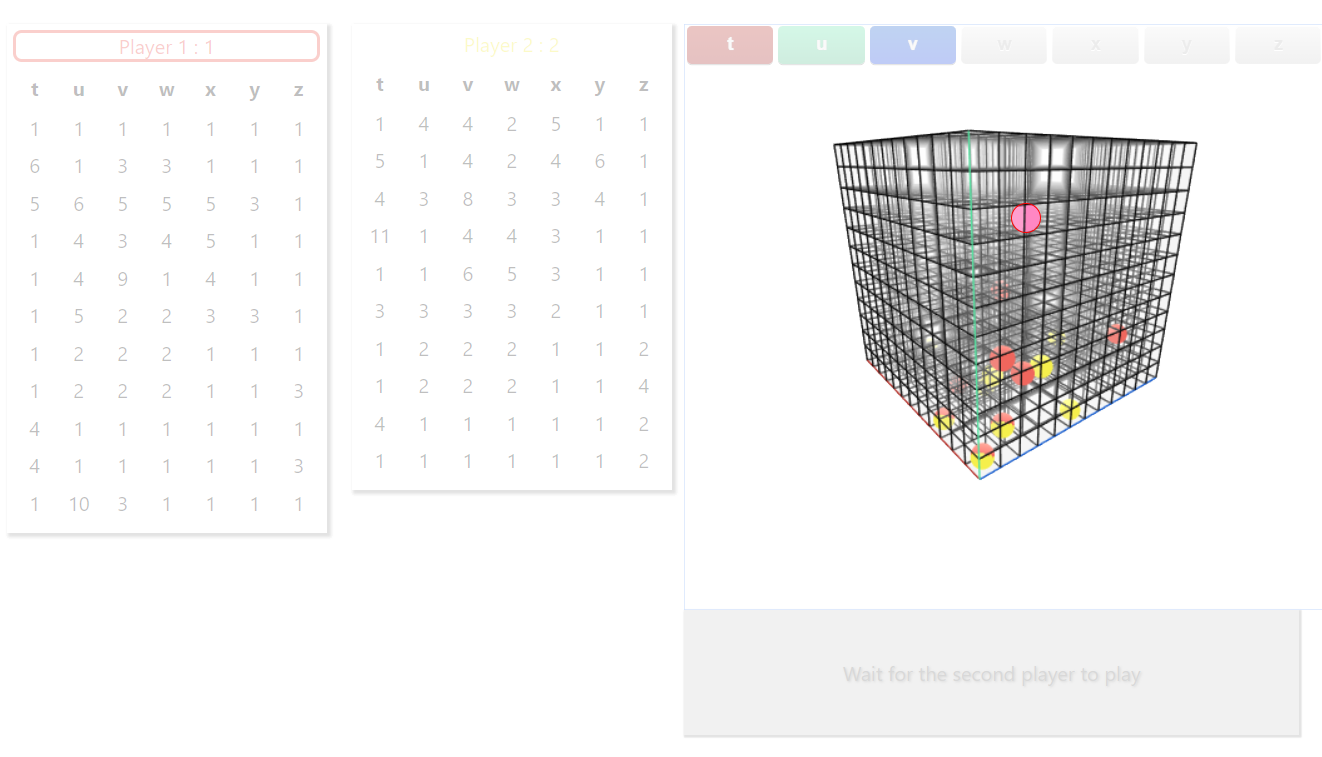 Player 1 : 1
t u v w x y z
1 1 1 1 1 1 1
6 1 3 3 1 1 1
5 6 5 5 5 3 1
1 4 3 4 5 1 1
1 4 9 1 4 1 1
1 5 2 2 3 3 1
1 2 2 2 1 1 1
1 2 2 2 1 1 3
4 1 1 1 1 1 1
4 1 1 1 1 1 3
1 10 3 1 1 1 1
Player 2 : 2
t u v w x y z
1 4 4 2 5 1 1
5 1 4 2 4 6 1
4 3 8 3 3 4 1
11 1 4 4 3 1 1
1 1 6 5 3 1 1
3 3 3 3 2 1 1
1 2 2 2 1 1 2
1 2 2 2 1 1 4
4 1 1 1 1 1 2
1 1 1 1 1 1 2
t u v w x y z
Wait for the second player to play